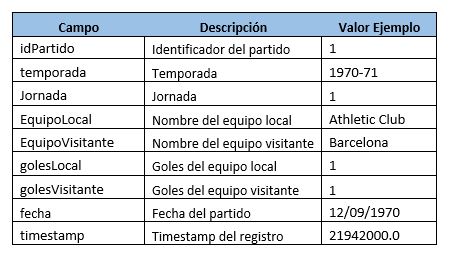 Campo Descripción Valor Ejemplo
idPartido Identificador del partido 1
temporada Temporada 1970-71
Jornada Jornada 1
EquipoLocal Nombre del equipo local Athletic Club
EquipoVisitante Nombre del equipo visitante Barcelona
golesLocal Goles del equipo local 1
golesVisitante Goles del equipo visitante 1
fecha Fecha del partido 12/09/1970
timestamp Timestamp del registro 21942000.0